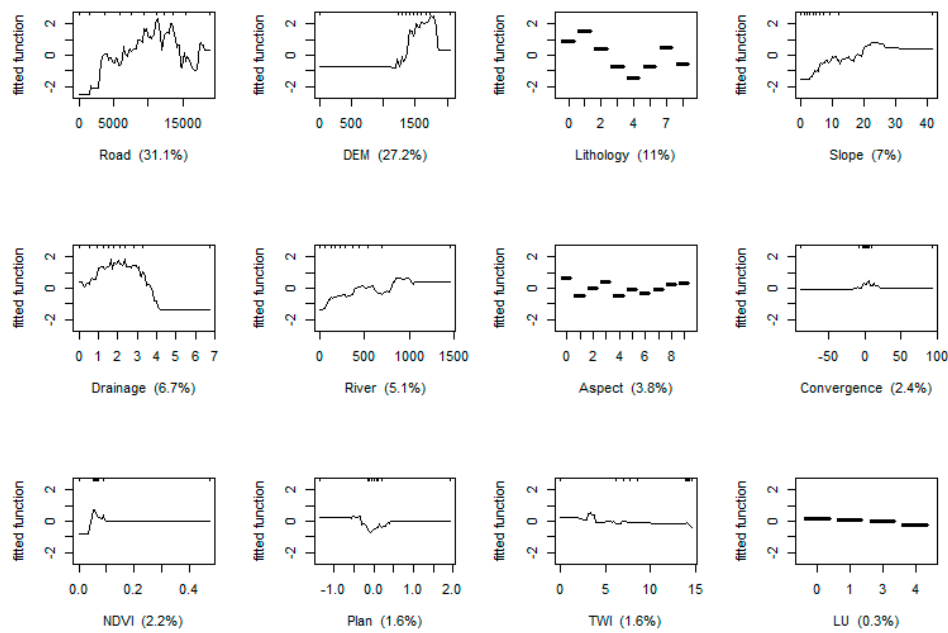 fitted function
2
0
-2
0 5000 15000
Road (31.1%)
fitted function
2
0
-2
0 500 1500
DEM (27.2%)
fitted function
2
0
-2
0 2 4 7
Lithology (11%)
fitted function
2
0
-2
0 10 20 30 40
Slope (7%)
fitted function
2
0
-2
0 1 2 3 4 5 6 7
Drainage (6.7%)
fitted function
2
0
-2
0 500 1000 1500
River (5.1%)
fitted function
2
0
-2
0 2 4 6 8
Aspect (3.8%)
fitted function
2
0
-2
-50 0 50 100
Convergence (2.4%)
fitted function
2
0
-2
0.0 0.2 0.4
NDVI (2.2%)
fitted function
2
0
-2
-1.0 0.0 1.0 2.0
Plan (1.6%)
fitted function
2
0
-2
0 5 10 15
TWI (1.6%)
fitted function
2
0
-2
0 1 3 4
LU (0.3%)